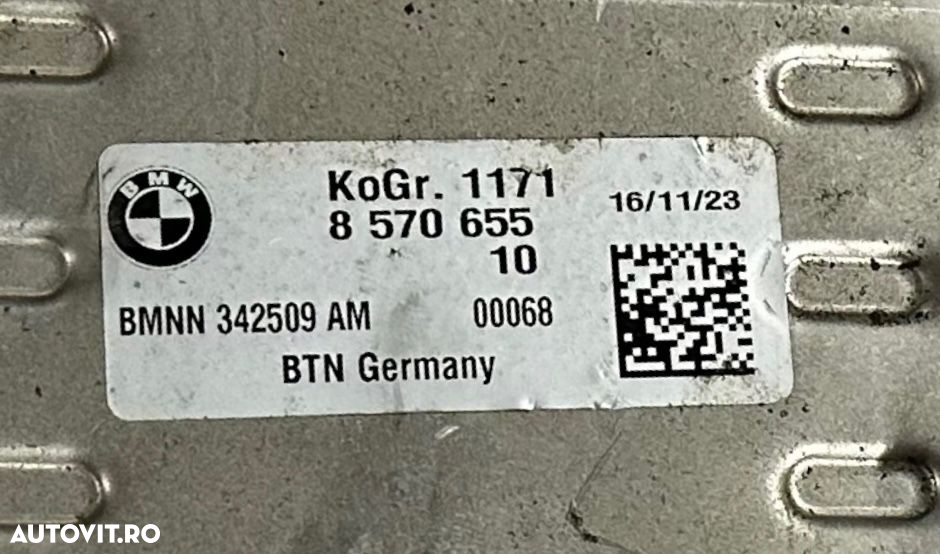 BMW
KoGr. 1171
16/11/23
8 570 655
10
BMNN 342509 AM 00068
BTN Germany
AUTOVIT.RO